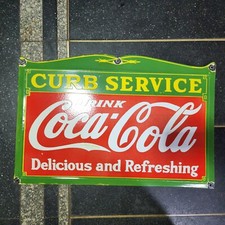 CURB SERVICE
DRINK
Coca-Cola
Delicious and Refreshing